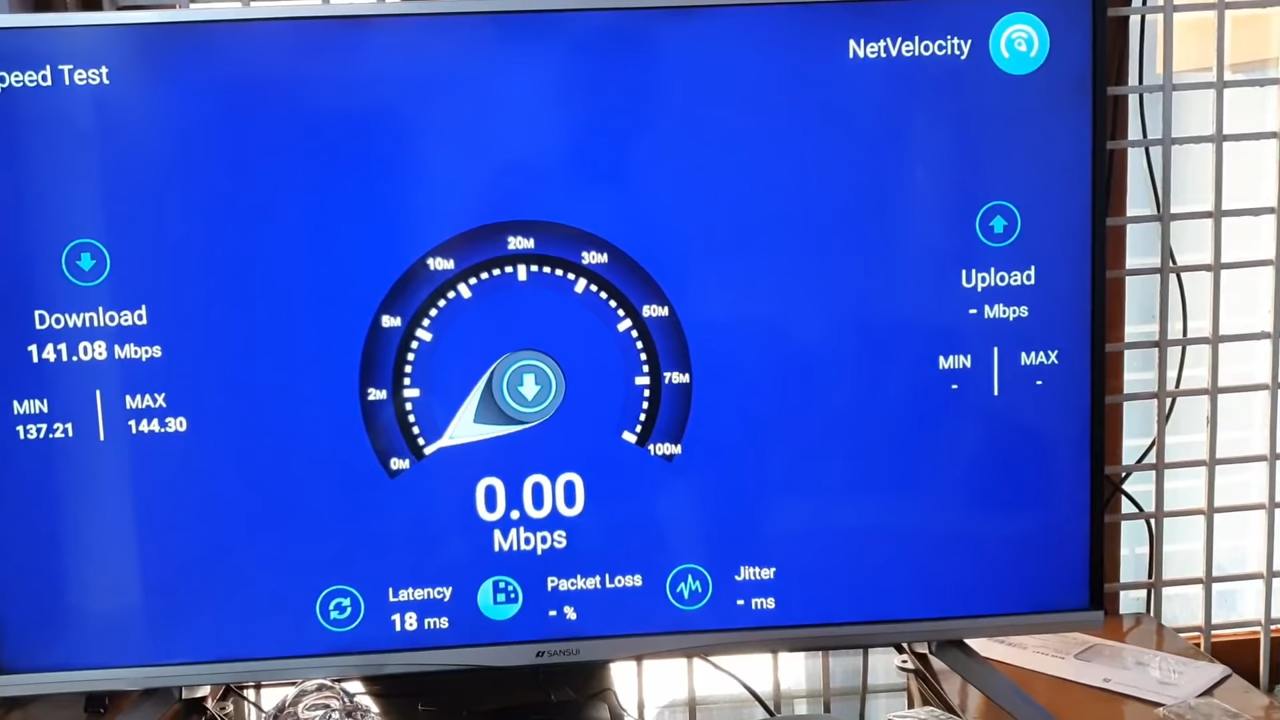 peed Test
NetVelocity
Download
141.08 Mbps
MIN
137.21
MAX
144.30
0M
2M
5M
10M
20M
30M
50M
75M
100M
0.00
Mbps
Upload
- Mbps
MIN
-
MAX
-
Latency
18 ms
Packet Loss
- %
Jitter
- ms
SANSUI